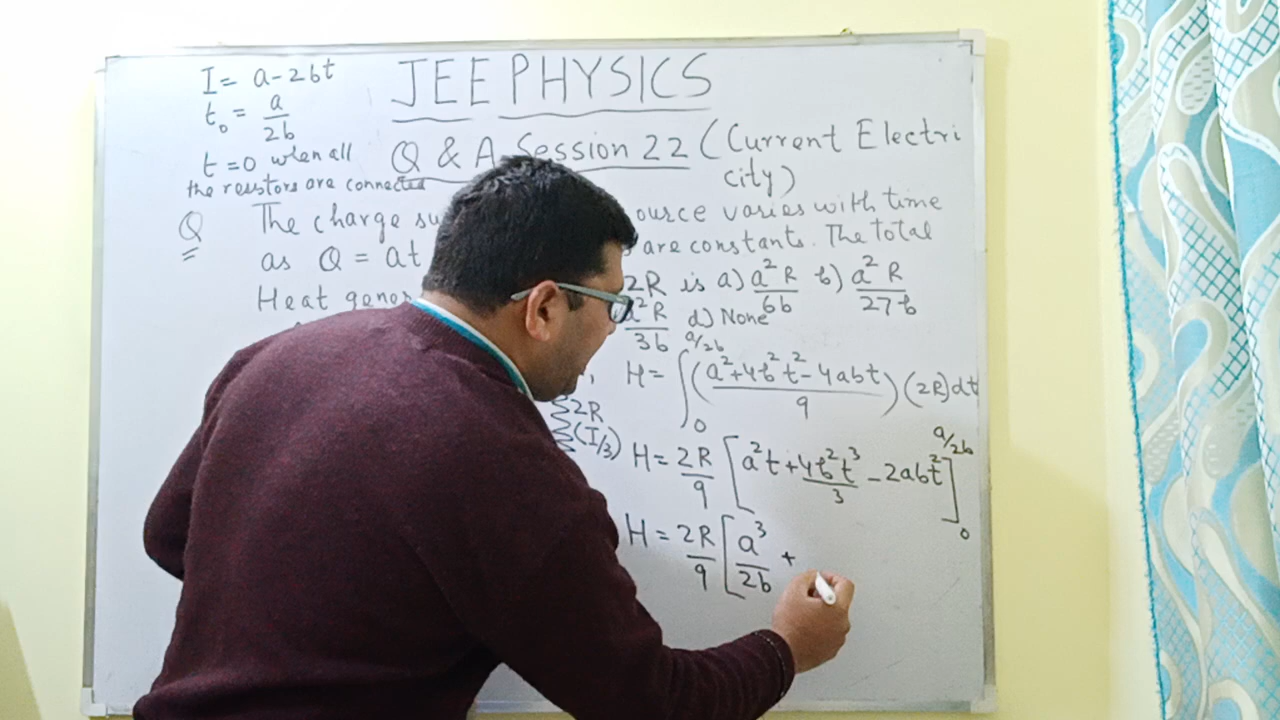 I = a - 2bt
t₀ = a/2b
t = 0 when all
the resistors are connected
JEE PHYSICS
Q & A Session 22 (Current Electri
city)
Q The charge ource varies with time
as Q = at are constants. The total
Heat 2R is a) a²R/6b b) a²R/27b
a²R/3b d) None
H = ∫₀^(a/2b) ((a² + 4b²t² - 4abt)/9)(2R)dt
2R
(I/3)
H = 2R/9 [a²t + 4b²t³/3 - 2abt²]₀^(a/2b)
H = 2R/9 [a³/2b +